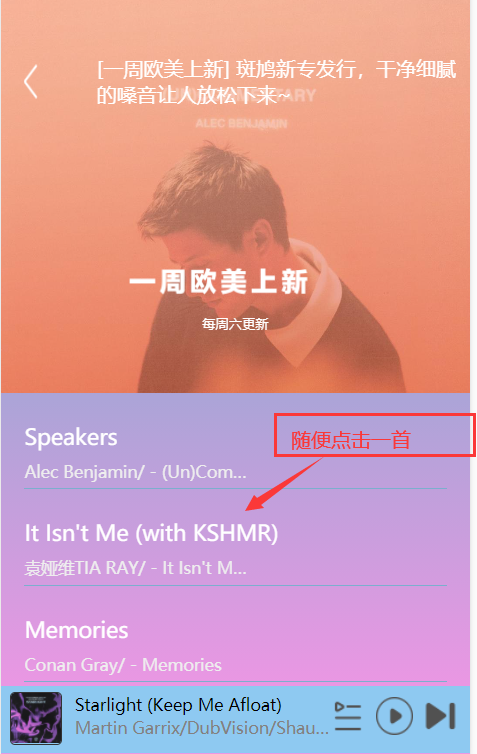 [一周欧美上新] 斑鸠新专发行，干净细腻
的嗓音让人放松下来~
ALEC BENJAMIN
一周欧美上新
每周六更新
随便点击一首
Speakers
Alec Benjamin/ - (Un)Com...
It Isn't Me (with KSHMR)
袁娅维TIA RAY/ - It Isn't M...
Memories
Conan Gray/ - Memories
Starlight (Keep Me Afloat)
Martin Garrix/DubVision/Shau...